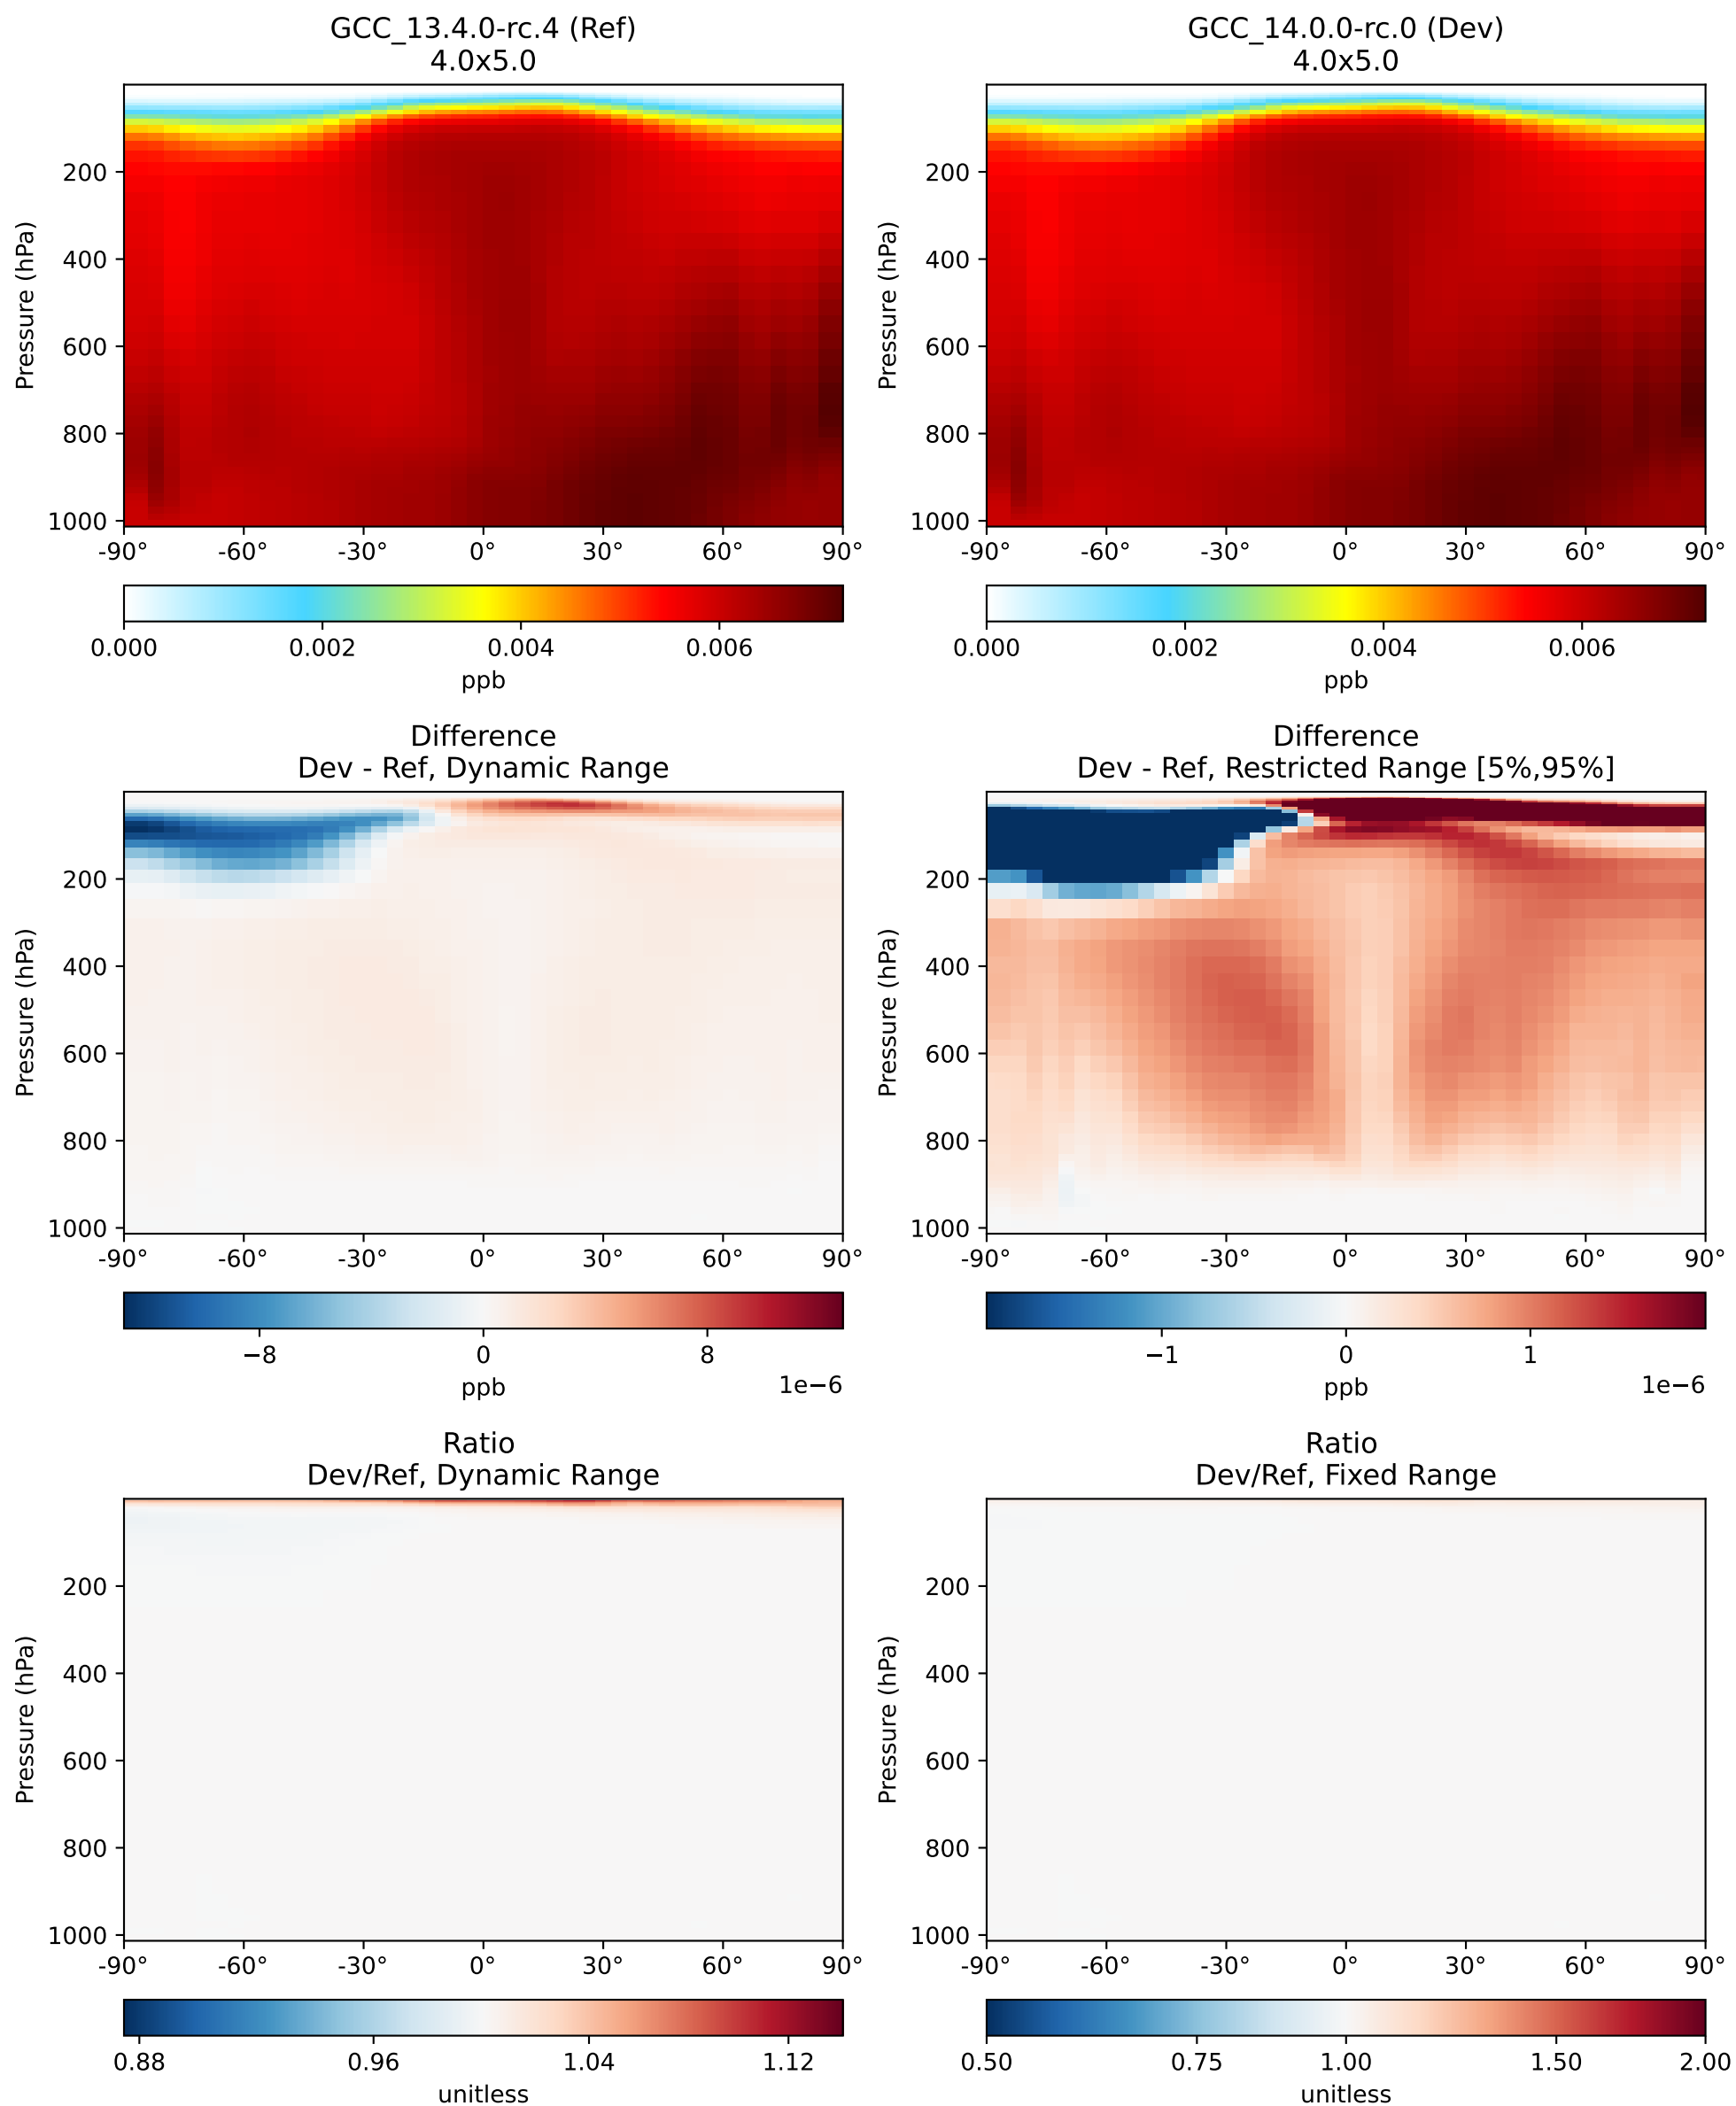 GCC_13.4.0-rc.4 (Ref)
4.0x5.0
Pressure (hPa)
200
400
600
800
1000
-90° -60° -30° 0° 30° 60° 90°
0.000 0.002 0.004 0.006
ppb
GCC_14.0.0-rc.0 (Dev)
4.0x5.0
Pressure (hPa)
200
400
600
800
1000
-90° -60° -30° 0° 30° 60° 90°
0.000 0.002 0.004 0.006
ppb
Difference
Dev - Ref, Dynamic Range
Pressure (hPa)
200
400
600
800
1000
-90° -60° -30° 0° 30° 60° 90°
−8 0 8
ppb
1e−6
Difference
Dev - Ref, Restricted Range [5%,95%]
Pressure (hPa)
200
400
600
800
1000
-90° -60° -30° 0° 30° 60° 90°
−1 0 1
ppb
1e−6
Ratio
Dev/Ref, Dynamic Range
Pressure (hPa)
200
400
600
800
1000
-90° -60° -30° 0° 30° 60° 90°
0.88 0.96 1.04 1.12
unitless
Ratio
Dev/Ref, Fixed Range
Pressure (hPa)
200
400
600
800
1000
-90° -60° -30° 0° 30° 60° 90°
0.50 0.75 1.00 1.50 2.00
unitless